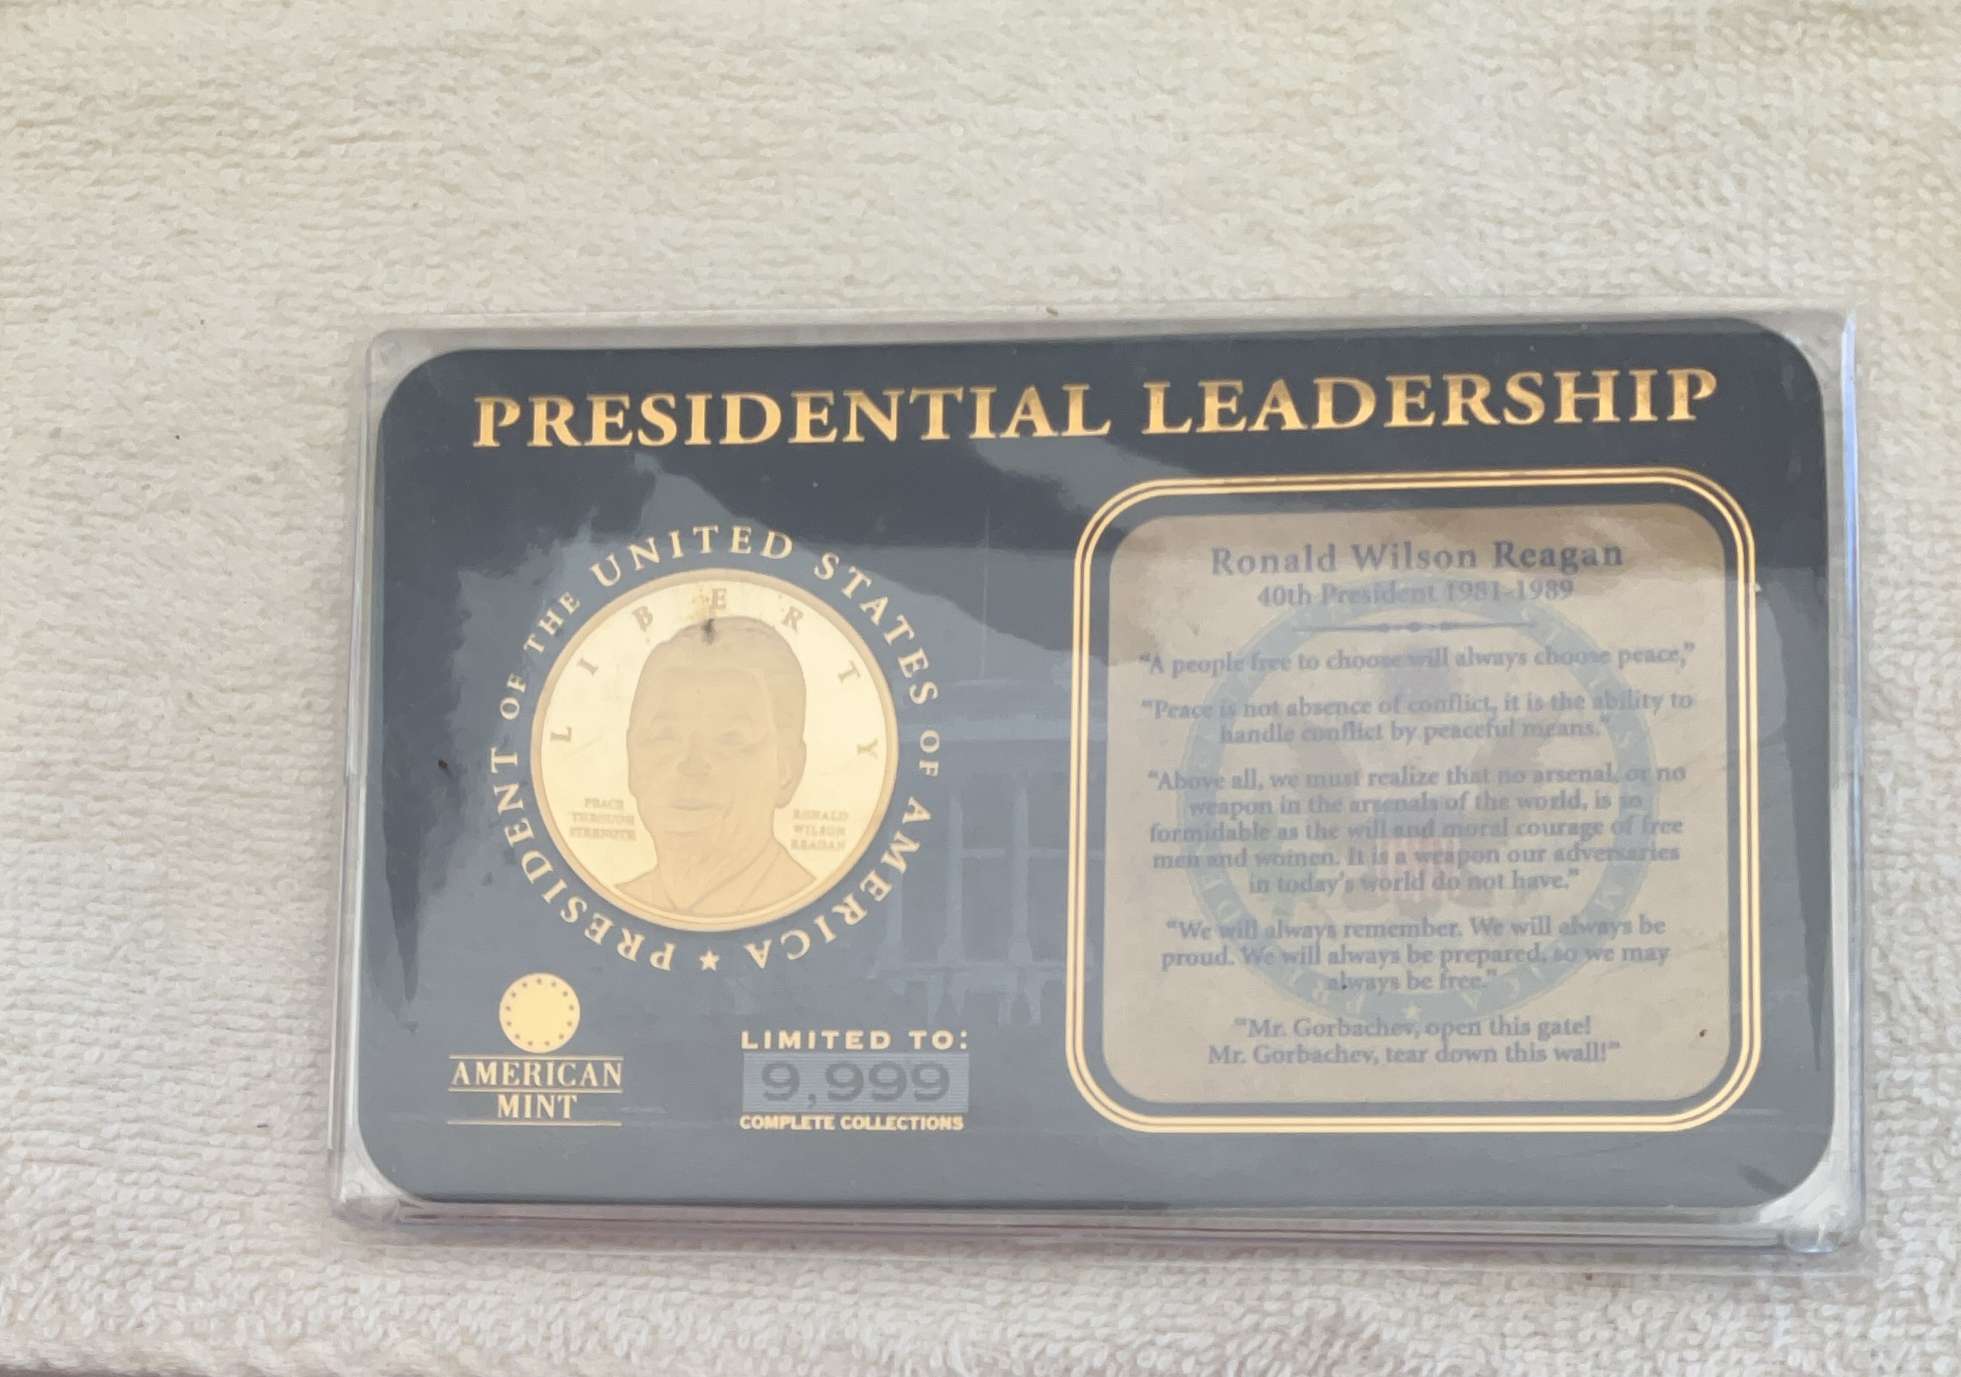 PRESIDENTIAL LEADERSHIP
PRESIDENT OF THE UNITED STATES OF AMERICA ★
LIBERTY
PEACE
THROUGH
STRENGTH
RONALD
WILSON
REAGAN
AMERICAN
MINT
LIMITED TO:
9,999
COMPLETE COLLECTIONS
Ronald Wilson Reagan
40th President 1981-1989
“A people free to choose will always choose peace,”
“Peace is not absence of conflict, it is the ability to
handle conflict by peaceful means.”
“Above all, we must realize that no arsenal, or no
weapon in the arsenals of the world, is so
formidable as the will and moral courage of free
men and women. It is a weapon our adversaries
in today's world do not have.”
“We will always remember. We will always be
proud. We will always be prepared, so we may
always be free.”
“Mr. Gorbachev, open this gate!
Mr. Gorbachev, tear down this wall!”